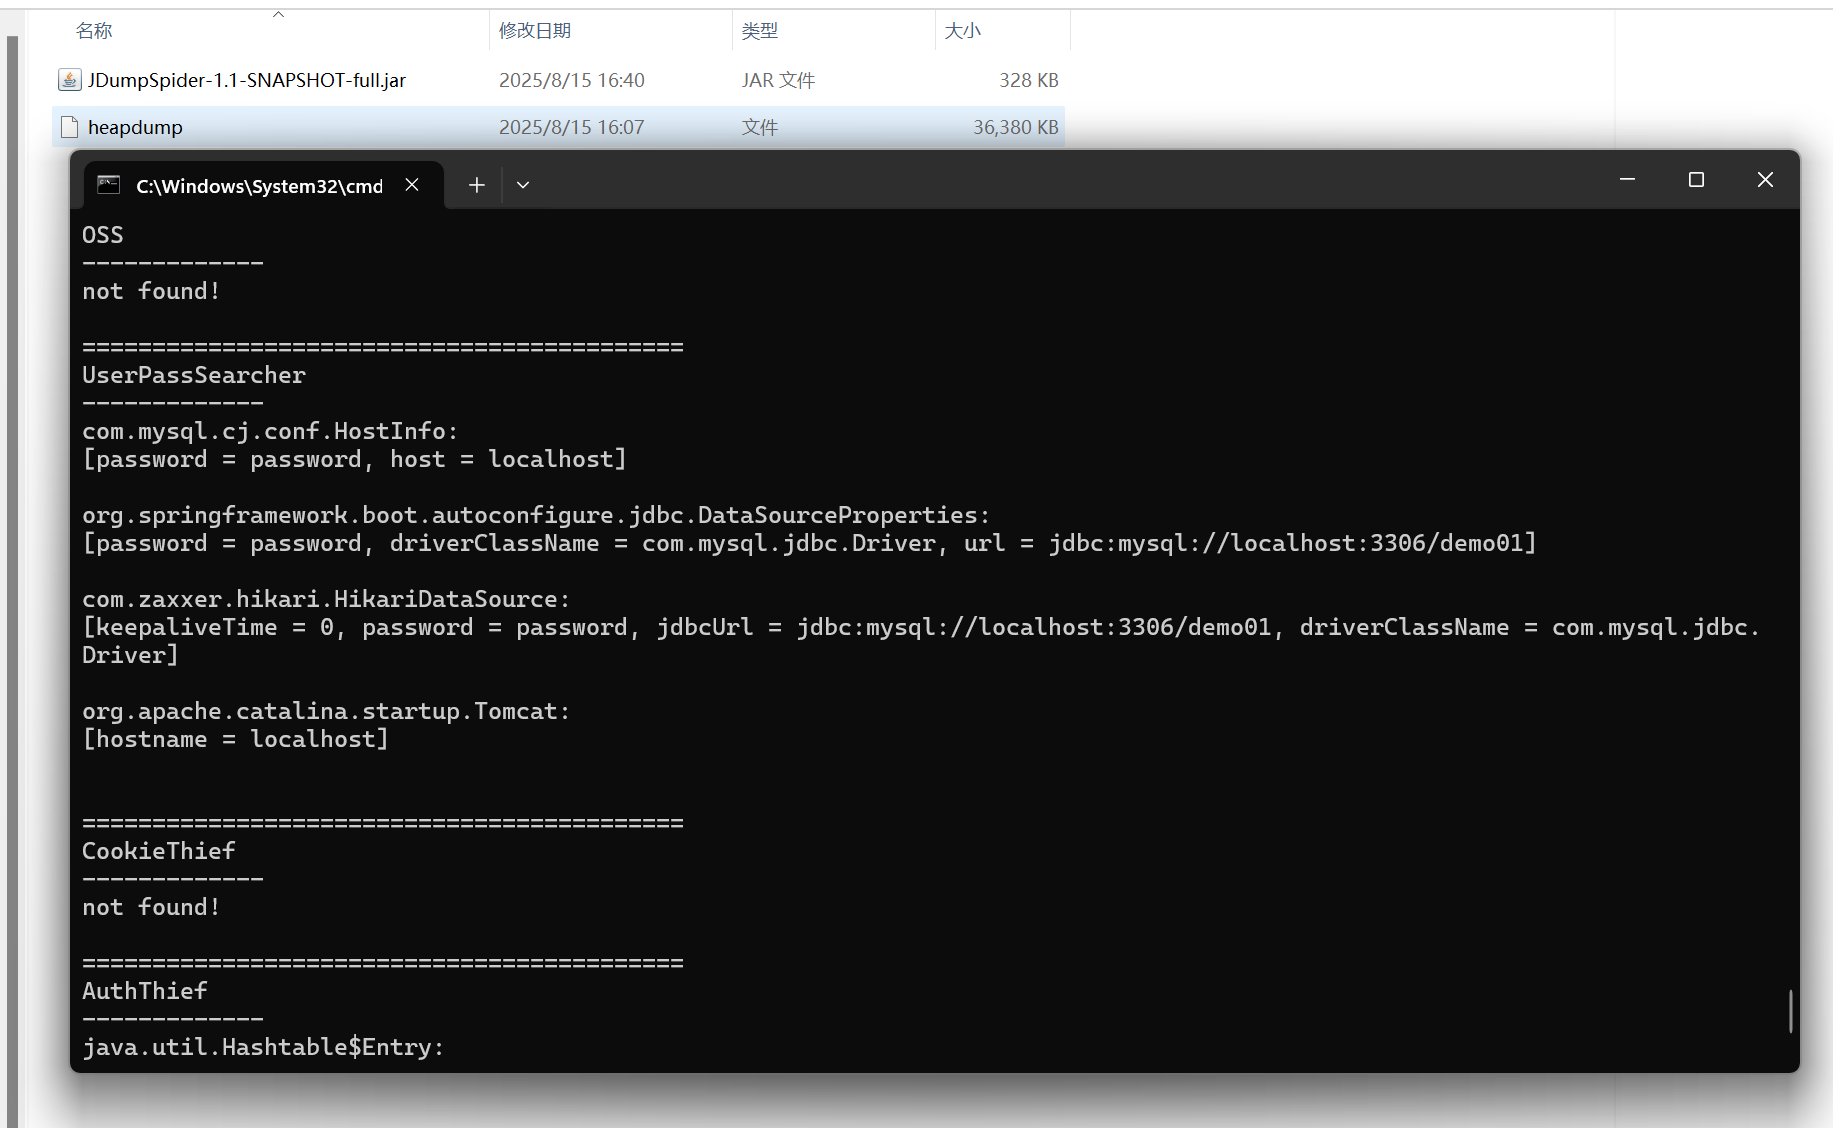 名称 修改日期 类型 大小
JDumpSpider-1.1-SNAPSHOT-full.jar 2025/8/15 16:40 JAR 文件 328 KB
heapdump 2025/8/15 16:07 文件 36,380 KB
C:\Windows\System32\cmd
OSS
-------------
not found!
===========================================
UserPassSearcher
-------------
com.mysql.cj.conf.HostInfo:
[password = password, host = localhost]
org.springframework.boot.autoconfigure.jdbc.DataSourceProperties:
[password = password, driverClassName = com.mysql.jdbc.Driver, url = jdbc:mysql://localhost:3306/demo01]
com.zaxxer.hikari.HikariDataSource:
[keepaliveTime = 0, password = password, jdbcUrl = jdbc:mysql://localhost:3306/demo01, driverClassName = com.mysql.jdbc.
Driver]
org.apache.catalina.startup.Tomcat:
[hostname = localhost]
===========================================
CookieThief
-------------
not found!
===========================================
AuthThief
-------------
java.util.Hashtable$Entry: